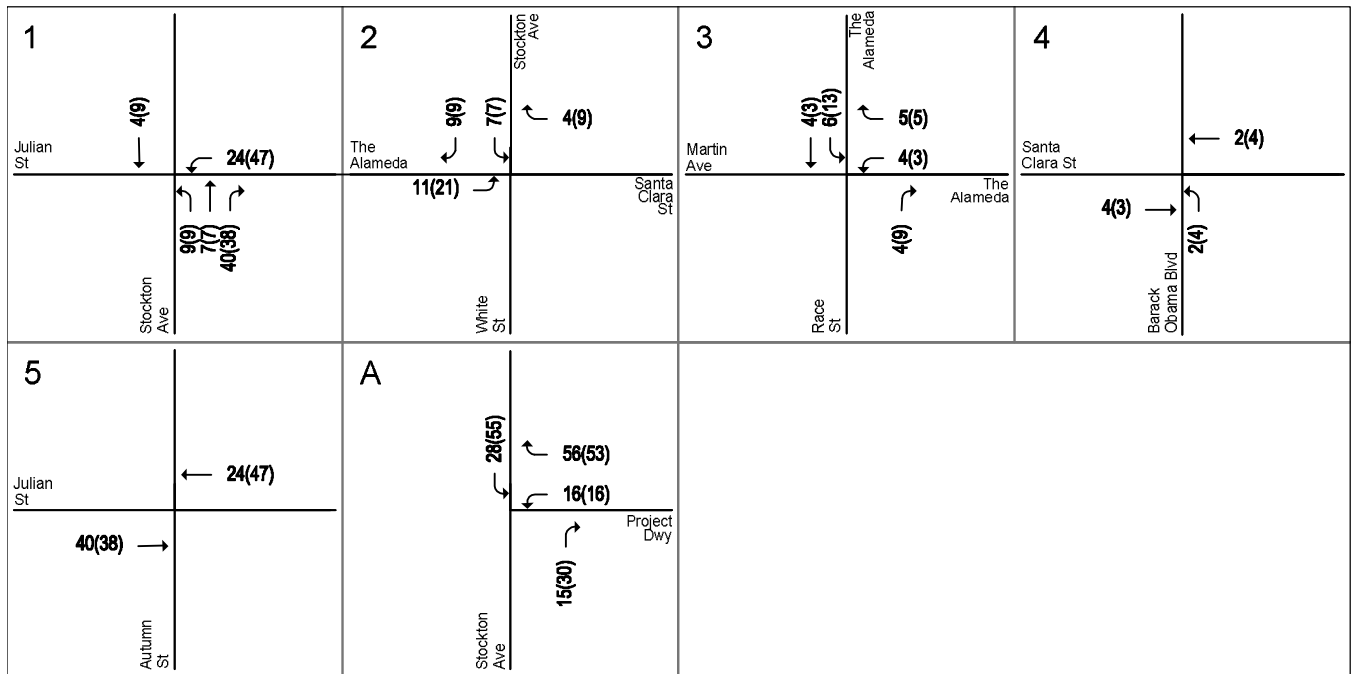 1
4(9)
Julian
St
24(47)
9(9)
7(7)
40(38)
Stockton
Ave
2
Stockton
Ave
9(9)
7(7)
4(9)
The
Alameda
11(21)
Santa
Clara
St
White
St
3
The
Alameda
4(3)
6(13)
5(5)
Martin
Ave
4(3)
The
Alameda
4(9)
Race
St
4
2(4)
Santa
Clara St
4(3)
2(4)
Barack
Obama Blvd
5
Julian
St
24(47)
40(38)
Autumn
St
A
28(55)
56(53)
16(16)
Project
Dwy
15(30)
Stockton
Ave